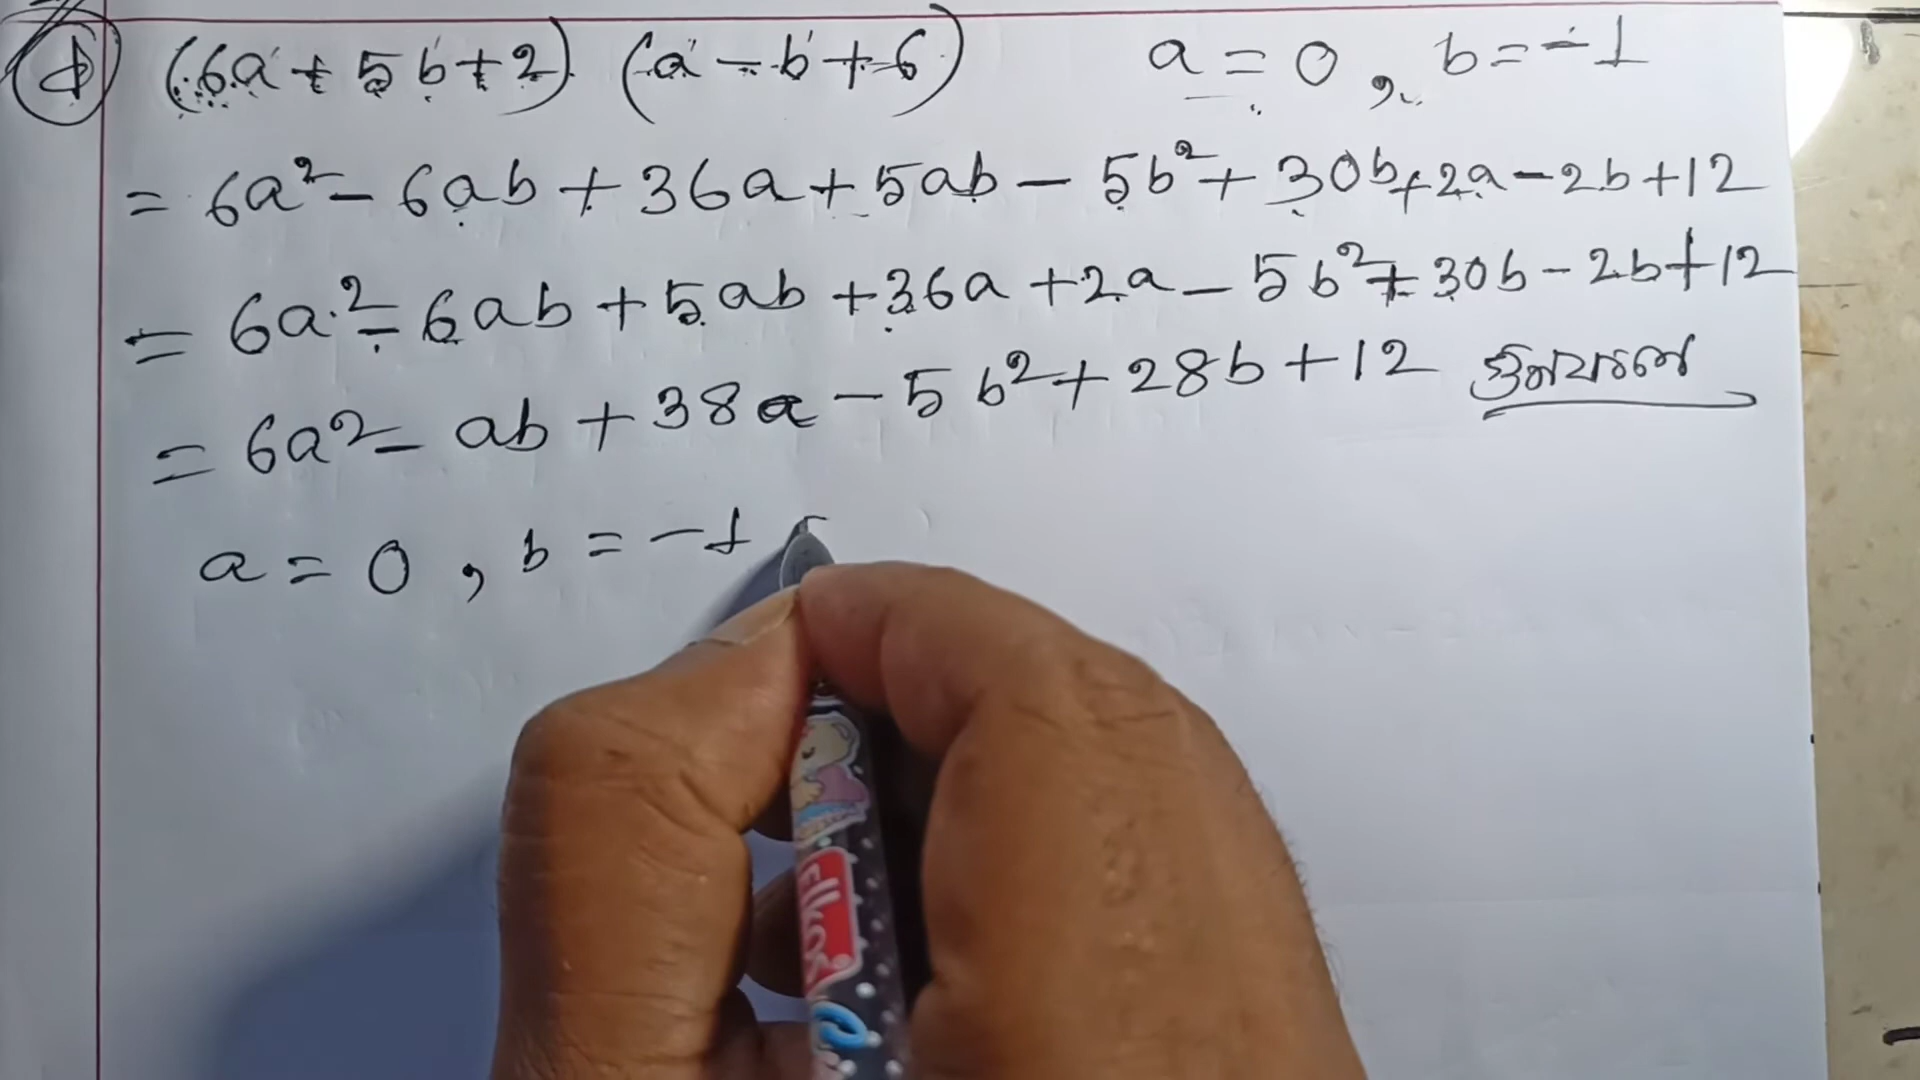 d (6a+5b+2) (a-b+6) a=0, b=-1
= 6a²-6ab+36a+5ab-5b²+30b+2a-2b+12
= 6a²-6ab+5ab+36a+2a-5b²+30b-2b+12
= 6a²-ab+38a-5b²+28b+12
a=0, b=-1
elkos